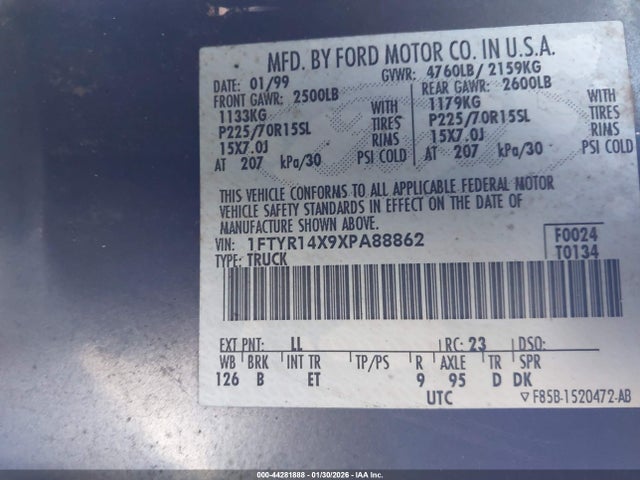 MFD. BY FORD MOTOR CO. IN U.S.A.
DATE: 01/99 GVWR: 4760LB/ 2159KG
FRONT GAWR: 2500LB REAR GAWR: 2600LB
1133KG WITH 1179KG WITH
P225/70R15SL TIRES P225/70R15SL TIRES
15X7.0J RIMS 15X7.0J RIMS
AT 207 kPa/30 PSI COLD AT 207 kPa/30 PSI COLD
THIS VEHICLE CONFORMS TO ALL APPLICABLE FEDERAL MOTOR
VEHICLE SAFETY STANDARDS IN EFFECT ON THE DATE OF
MANUFACTURE SHOWN ABOVE.
VIN: 1FTYR14X9XPA88862 F0024
TYPE: TRUCK T0134
EXT PNT: LL RC: 23 DSO:
WB BRK INT TR TP/PS R AXLE TR SPR
126 B ET 9 95 D DK
UTC ▽F85B-1520472-AB
000-44281888 - 01/30/2026 - IAA Inc.